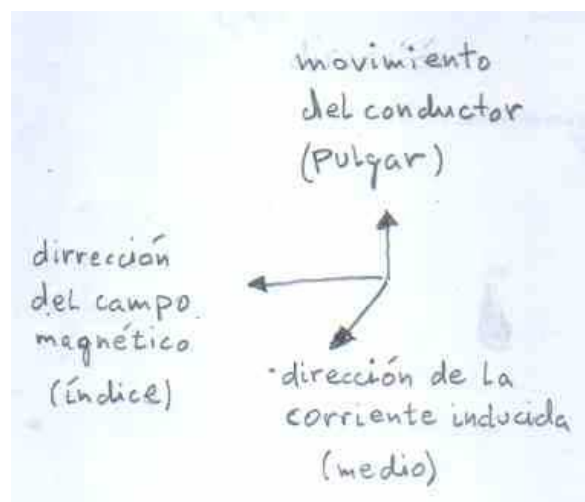 movimiento
del conductor
(Pulgar)
dirrección
del campo
magnético
(índice)
dirección de la
corriente inducida
(medio)